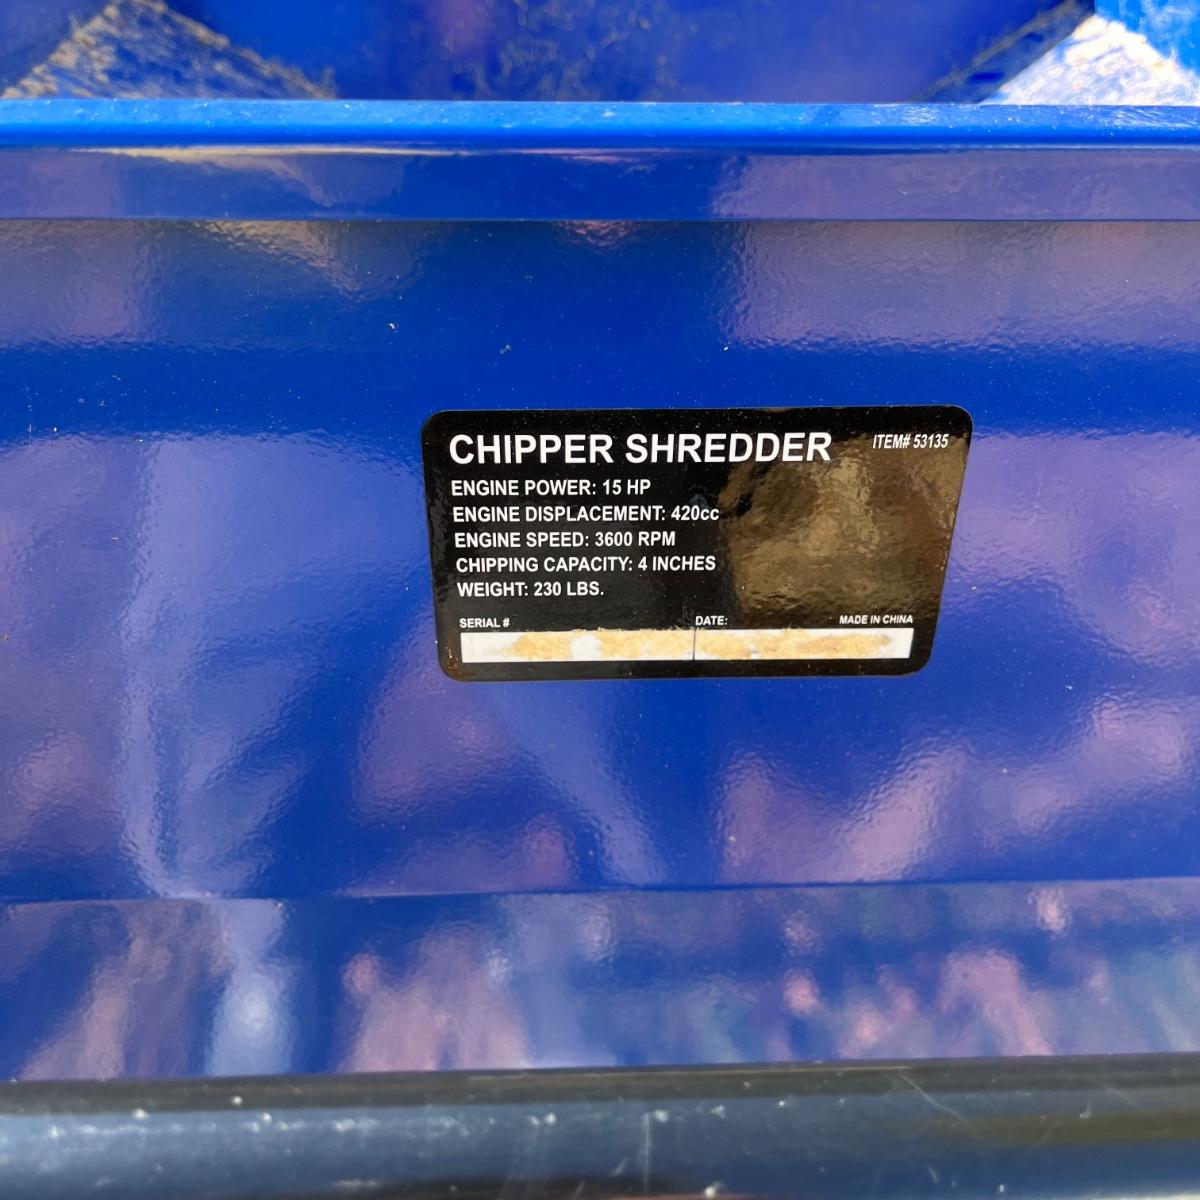 CHIPPER SHREDDER ITEM# 53135
ENGINE POWER: 15 HP
ENGINE DISPLACEMENT: 420cc
ENGINE SPEED: 3600 RPM
CHIPPING CAPACITY: 4 INCHES
WEIGHT: 230 LBS.
SERIAL # DATE: MADE IN CHINA